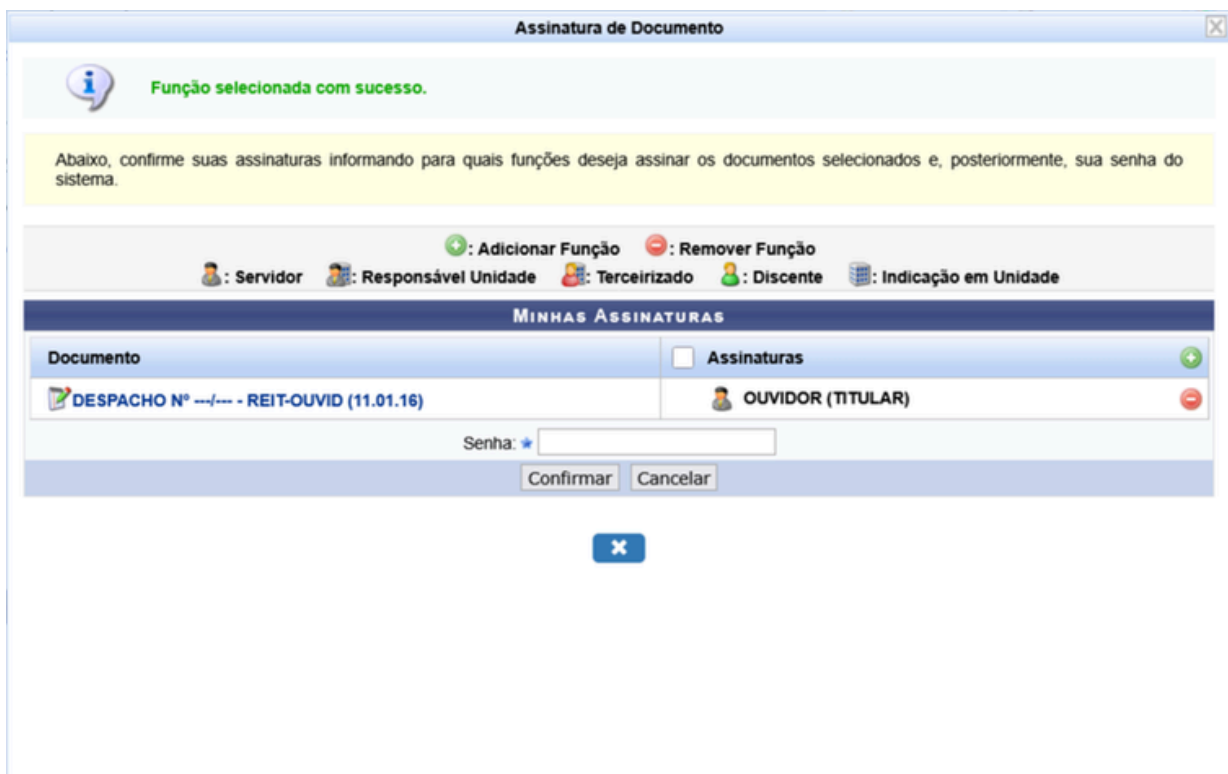 Assinatura de Documento
Função selecionada com sucesso.
Abaixo, confirme suas assinaturas informando para quais funções deseja assinar os documentos selecionados e, posteriormente, sua senha do
sistema.
: Adicionar Função : Remover Função
: Servidor : Responsável Unidade : Terceirizado : Discente : Indicação em Unidade
MINHAS ASSINATURAS
Documento Assinaturas
DESPACHO Nº ---/--- - REIT-OUVID (11.01.16) OUVIDOR (TITULAR)
Senha:
Confirmar Cancelar